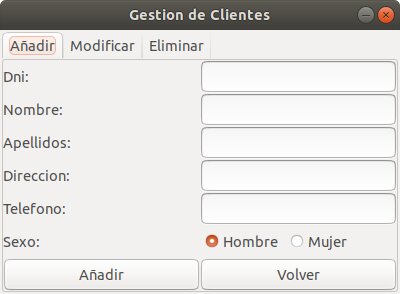 Gestion de Clientes
Añadir Modificar Eliminar
Dni:
Nombre:
Apellidos:
Direccion:
Telefono:
Sexo: Hombre Mujer
Añadir Volver